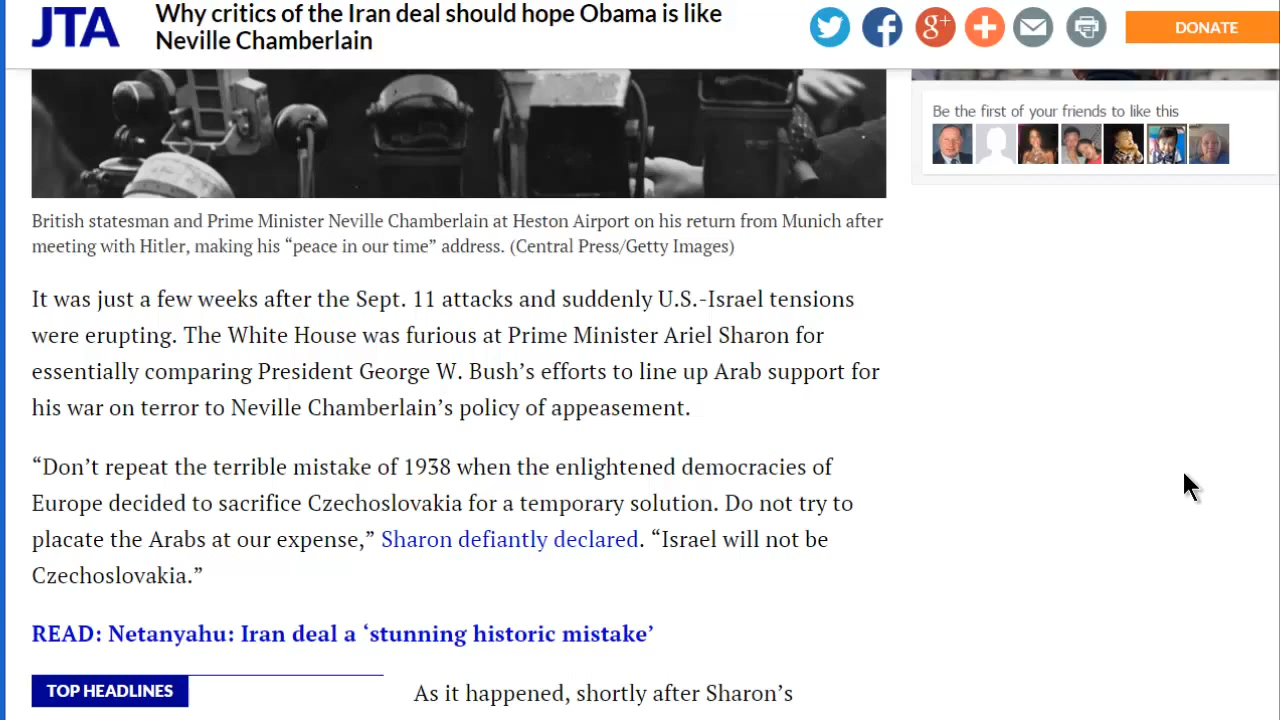 JTA
Why critics of the Iran deal should hope Obama is like
Neville Chamberlain
g+
DONATE
Be the first of your friends to like this
British statesman and Prime Minister Neville Chamberlain at Heston Airport on his return from Munich after
meeting with Hitler, making his “peace in our time” address. (Central Press/Getty Images)
It was just a few weeks after the Sept. 11 attacks and suddenly U.S.-Israel tensions
were erupting. The White House was furious at Prime Minister Ariel Sharon for
essentially comparing President George W. Bush’s efforts to line up Arab support for
his war on terror to Neville Chamberlain’s policy of appeasement.
“Don’t repeat the terrible mistake of 1938 when the enlightened democracies of
Europe decided to sacrifice Czechoslovakia for a temporary solution. Do not try to
placate the Arabs at our expense,” Sharon defiantly declared. “Israel will not be
Czechoslovakia.”
READ: Netanyahu: Iran deal a ‘stunning historic mistake’
TOP HEADLINES
As it happened, shortly after Sharon’s